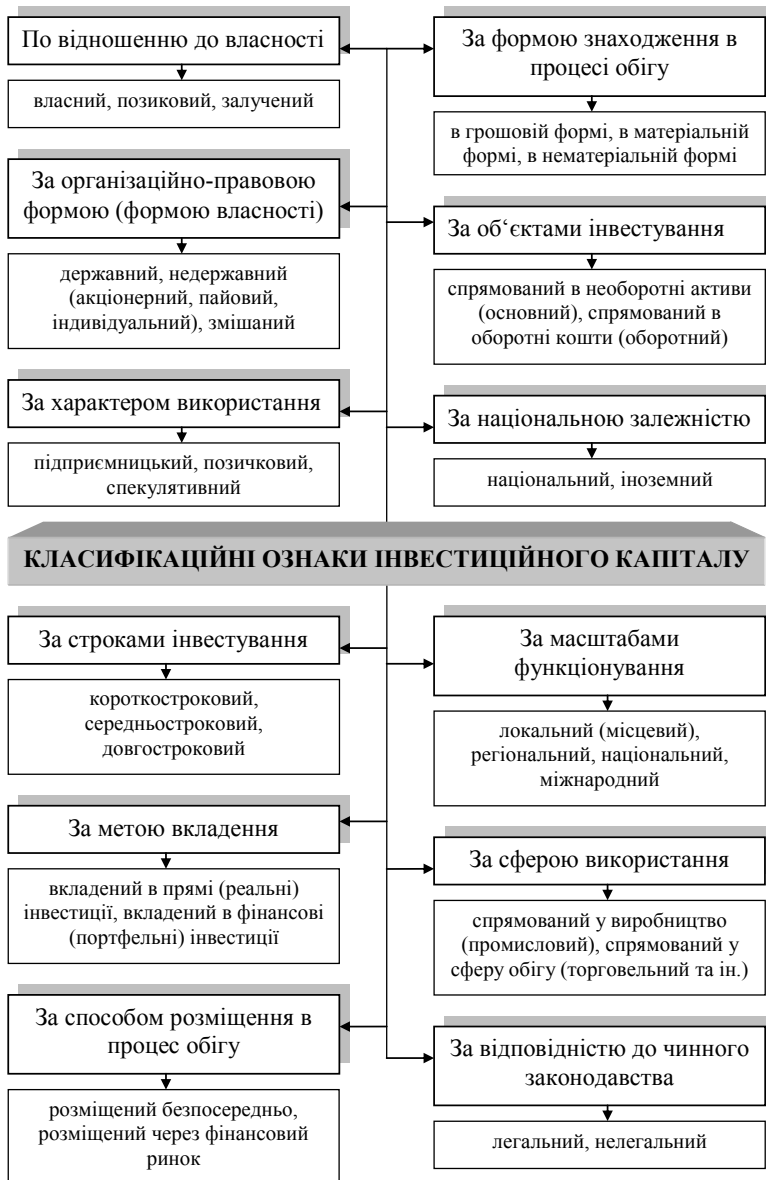 По відношенню до власності
власний, позиковий, залучений
За організаційно-правовою
формою (формою власності)
державний, недержавний
(акціонерний, пайовий,
індивідуальний), змішаний
За характером використання
підприємницький, позичковий,
спекулятивний
За формою знаходження в
процесі обігу
в грошовій формі, в матеріальній
формі, в нематеріальній формі
За об‘єктами інвестування
спрямований в необоротні активи
(основний), спрямований в
оборотні кошти (оборотний)
За національною залежністю
національний, іноземний
КЛАСИФІКАЦІЙНІ ОЗНАКИ ІНВЕСТИЦІЙНОГО КАПІТАЛУ
За строками інвестування
короткостроковий,
середньостроковий,
довгостроковий
За метою вкладення
вкладений в прямі (реальні)
інвестиції, вкладений в фінансові
(портфельні) інвестиції
За способом розміщення в
процес обігу
розміщений безпосередньо,
розміщений через фінансовий
ринок
За масштабами
функціонування
локальний (місцевий),
регіональний, національний,
міжнародний
За сферою використання
спрямований у виробництво
(промисловий), спрямований у
сферу обігу (торговельний та ін.)
За відповідністю до чинного
законодавства
легальний, нелегальний